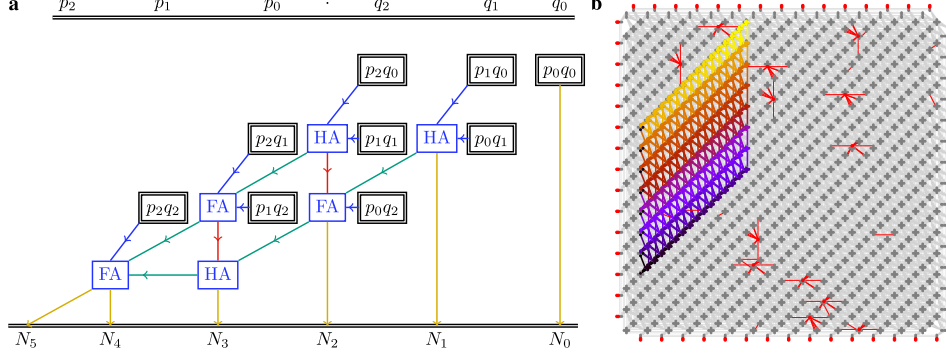 a b
p₂ p₁ p₀ · q₂ q₁ q₀
p₂q₀ p₁q₀ p₀q₀
HA p₁q₁ HA p₀q₁
p₂q₁
FA p₁q₂ FA p₀q₂
p₂q₂
FA HA
N₅ N₄ N₃ N₂ N₁ N₀